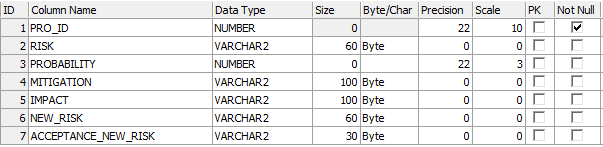 ID Column Name Data Type Size Byte/Char Precision Scale PK Not Null
1 PRO_ID NUMBER 0 22 10
2 RISK VARCHAR2 60 Byte 0 0
3 PROBABILITY NUMBER 0 22 3
4 MITIGATION VARCHAR2 100 Byte 0 0
5 IMPACT VARCHAR2 100 Byte 0 0
6 NEW_RISK VARCHAR2 60 Byte 0 0
7 ACCEPTANCE_NEW_RISK VARCHAR2 30 Byte 0 0